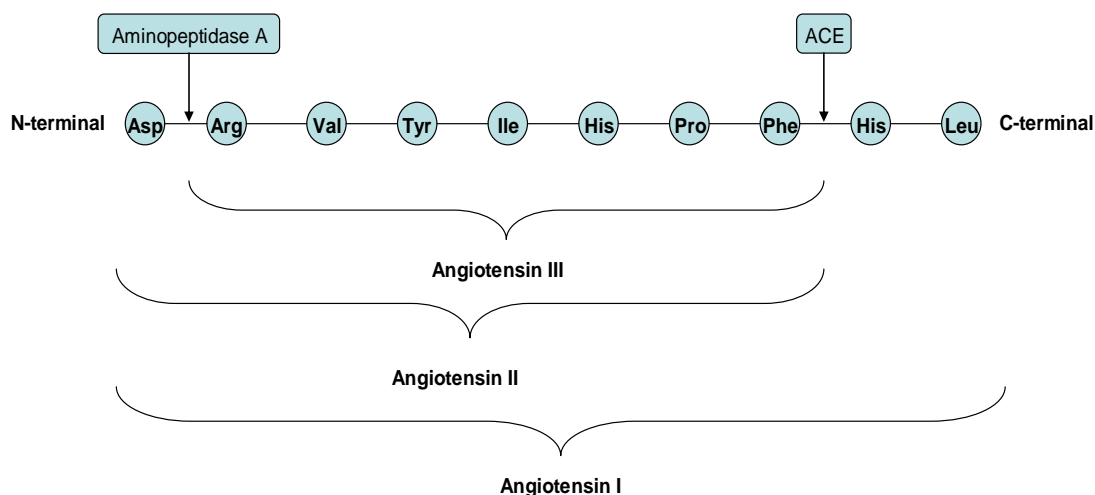 Aminopeptidase A
ACE
N-terminal Asp Arg Val Tyr Ile His Pro Phe His Leu C-terminal
Angiotensin III
Angiotensin II
Angiotensin I